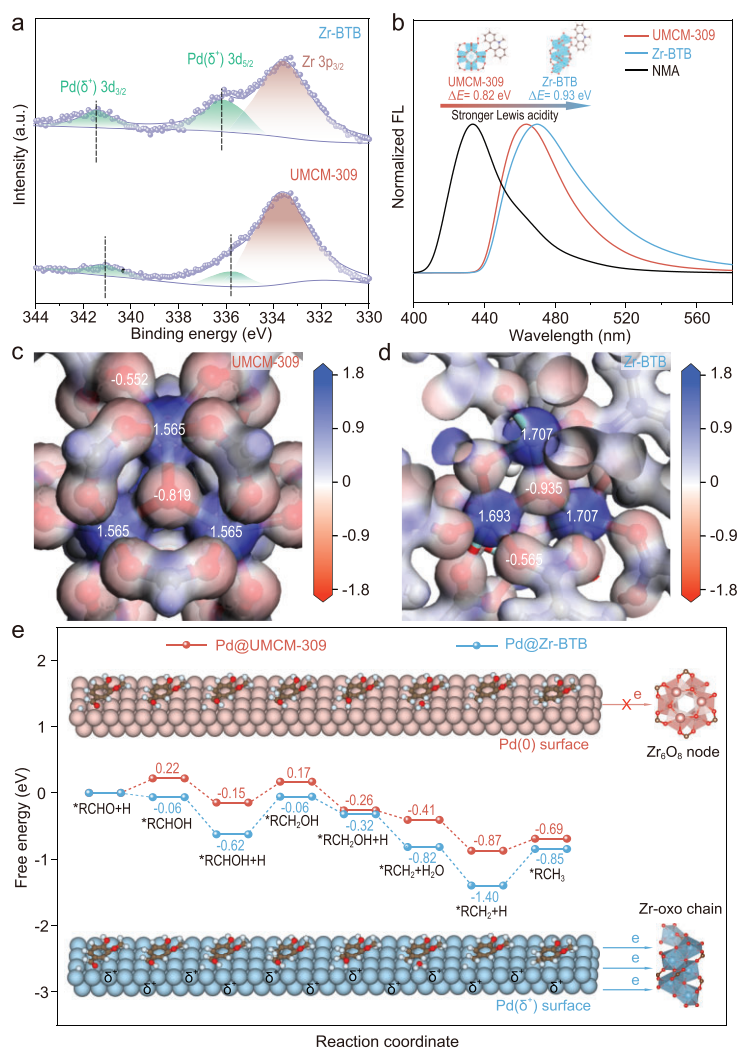 a
Zr-BTB
Pd(δ⁺) 3d₅/₂
Zr 3p₃/₂
Pd(δ⁺) 3d₃/₂
UMCM-309
Intensity (a.u.)
344 342 340 338 336 334 332 330
Binding energy (eV)
b
UMCM-309
Zr-BTB
NMA
UMCM-309 Zr-BTB
ΔE= 0.82 eV ΔE= 0.93 eV
Stronger Lewis acidity
Normalized FL
400 440 480 520 560
Wavelength (nm)
c
UMCM-309
-0.552
1.565
-0.819
1.565 1.565
1.8
0.9
0
-0.9
-1.8
d
Zr-BTB
1.707
-0.935
1.693 1.707
-0.565
1.8
0.9
0
-0.9
-1.8
e
Pd@UMCM-309 Pd@Zr-BTB
2
1
0
-1
-2
-3
Free energy (eV)
X e
Pd(0) surface
Zr₆O₈ node
0.22
-0.15
0.17
-0.26
-0.41
-0.87
-0.69
-0.06
-0.62
-0.06
-0.32
-0.82
-1.40
-0.85
*RCHO+H
*RCHOH
*RCHOH+H
*RCH₂OH
*RCH₂OH+H
*RCH₂+H₂O
*RCH₂+H
*RCH₃
Zr-oxo chain
e
e
e
δ⁺ δ⁺ δ⁺ δ⁺ δ⁺ δ⁺ δ⁺
δ⁺ δ⁺ δ⁺ δ⁺ δ⁺
Pd(δ⁺) surface
Reaction coordinate